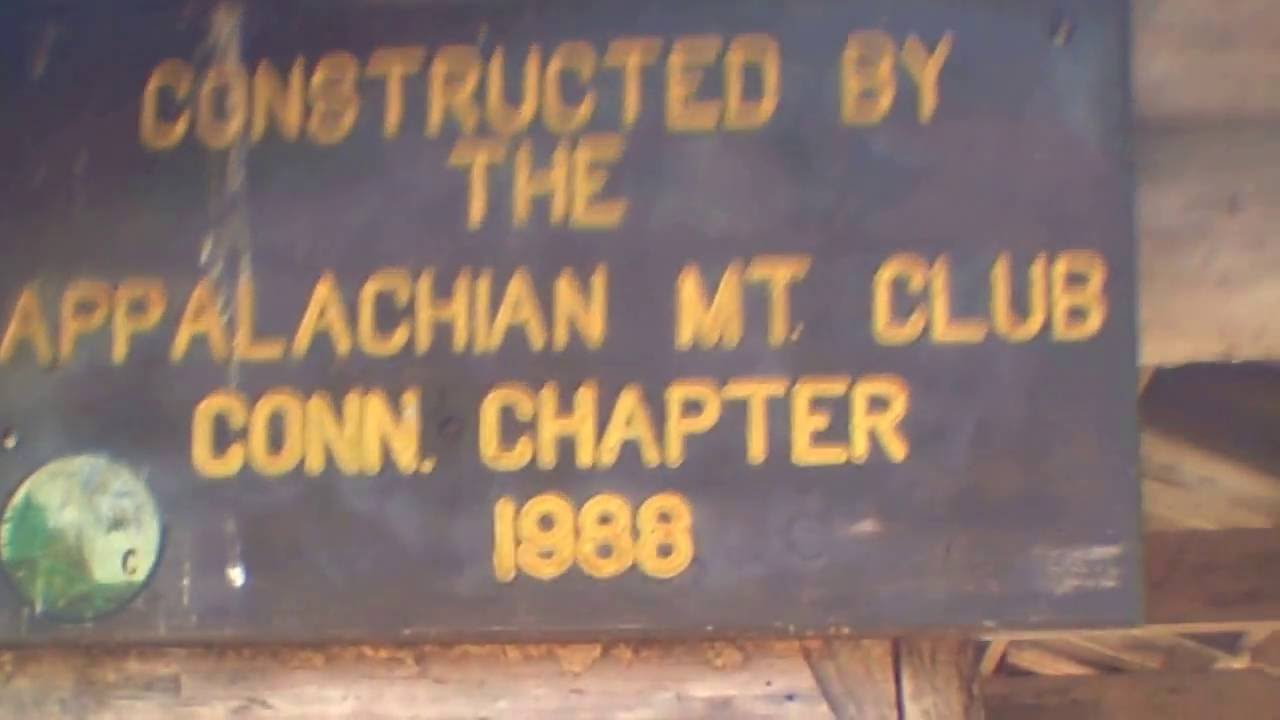 CONSTRUCTED BY
THE
APPALACHIAN MT. CLUB
CONN. CHAPTER
1988